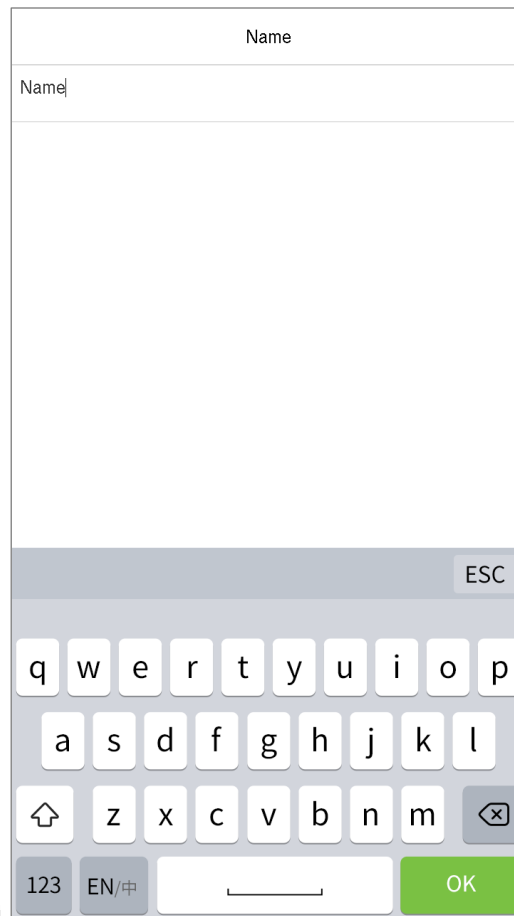 Name
Name
ESC
q w e r t y u i o p
a s d f g h j k l
z x c v b n m
123 EN/中 OK